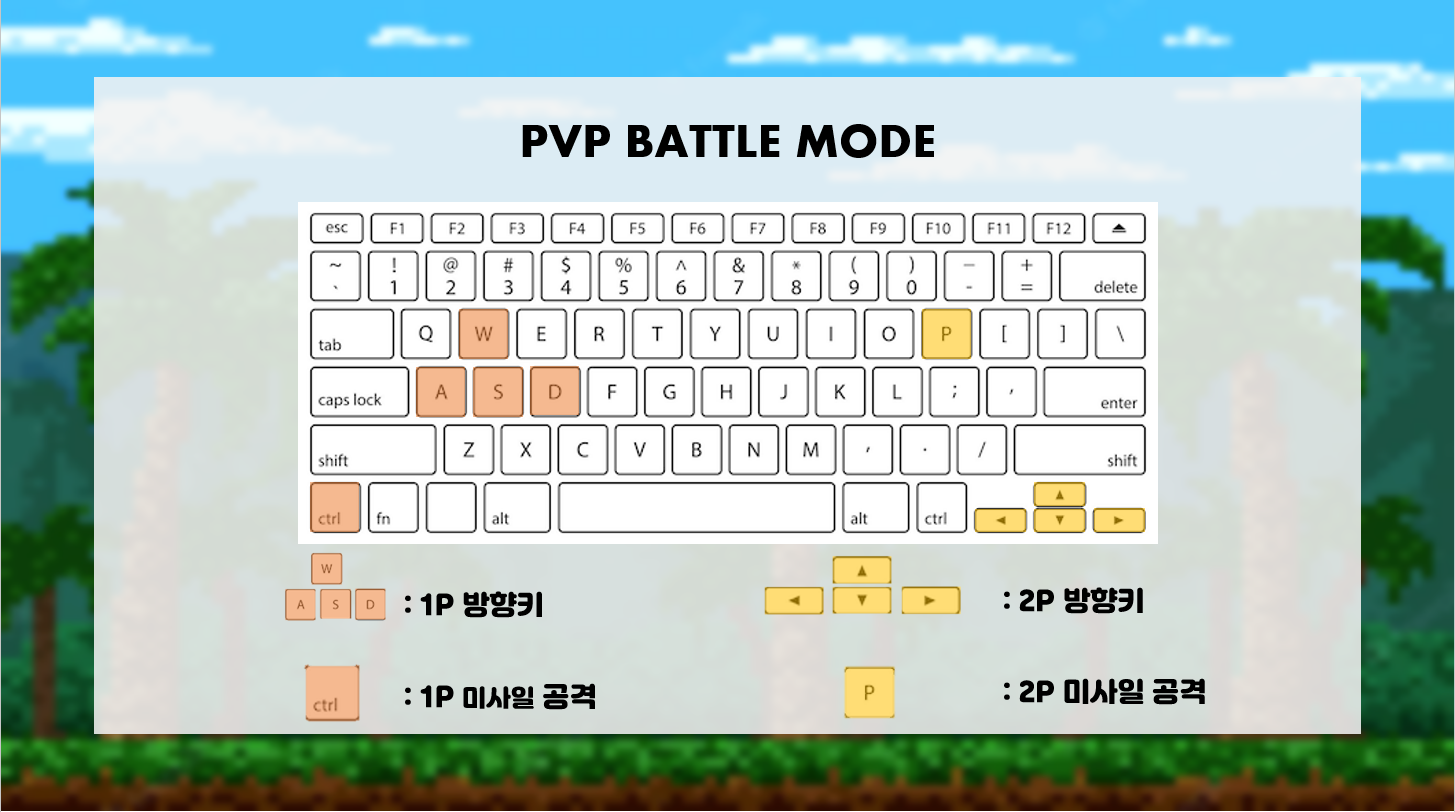 PVP BATTLE MODE
esc F1 F2 F3 F4 F5 F6 F7 F8 F9 F10 F11 F12 ⏏
~ ! @ # $ % ^ & * ( ) — +
` 1 2 3 4 5 6 7 8 9 0 - = delete
tab Q W E R T Y U I O P [ ] \
caps lock A S D F G H J K L ; ' enter
shift Z X C V B N M , . / shift
ctrl fn alt alt ctrl ◄ ▲ ▼ ►
W
A S D : 1P 방향키
▲
◄ ▼ ► : 2P 방향키
ctrl : 1P 미사일 공격
P : 2P 미사일 공격